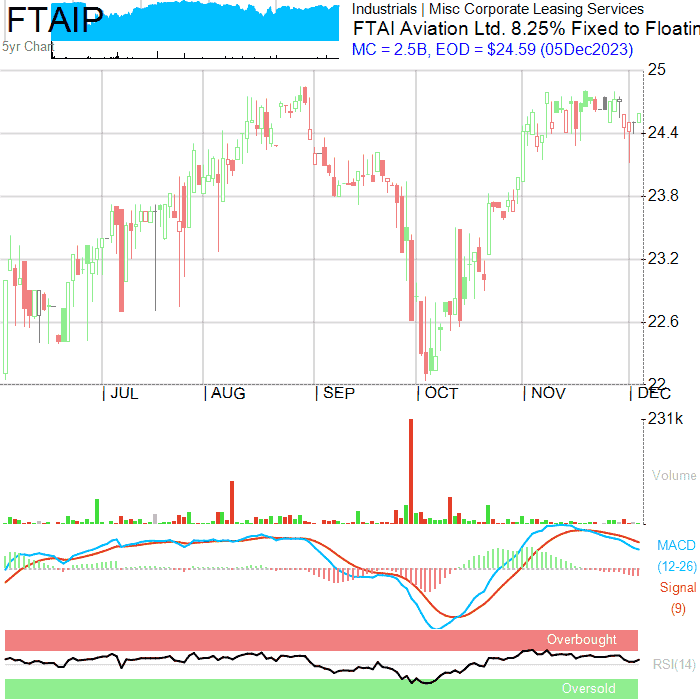 FTAIP
5yr Chart
Industrials | Misc Corporate Leasing Services
FTAI Aviation Ltd. 8.25% Fixed to Floatin
MC = 2.5B, EOD = $24.59 (05Dec2023)
25
24.4
23.8
23.2
22.6
22
| JUL | AUG | SEP | OCT | NOV | DEC
231k
Volume
MACD
(12-26)
Signal
(9)
Overbought
RSI(14)
Oversold